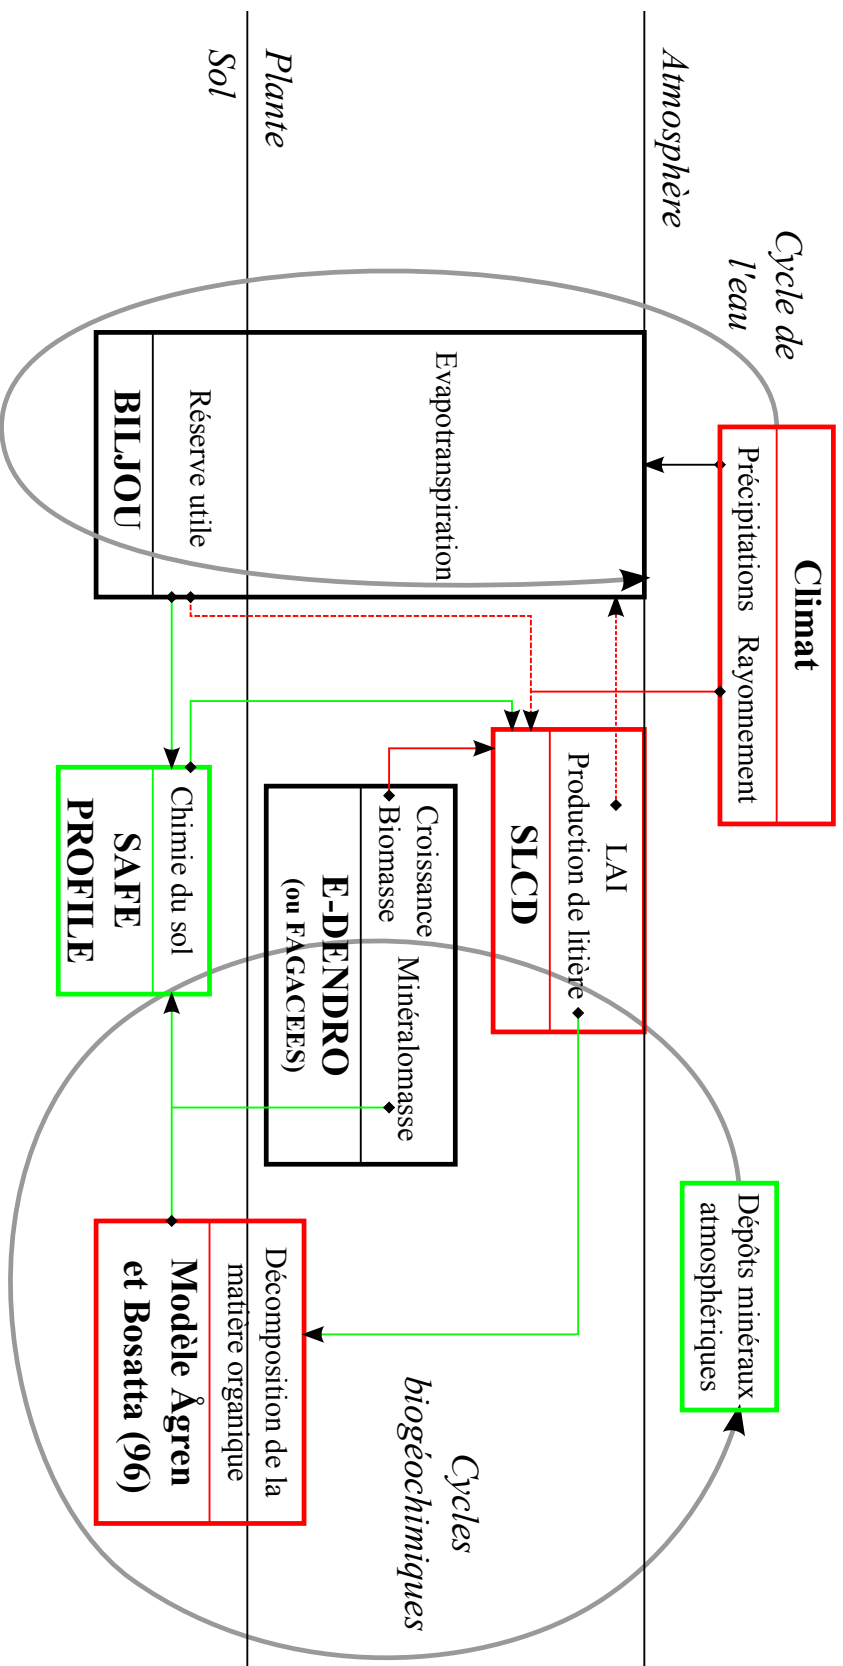 Cycle de
l'eau
Atmosphère
Plante
Sol
Climat
Précipitations Rayonnement
Evapotranspiration
Réserve utile
BILJOU
LAI
Production de litière
SLCD
Croissance
Biomasse
Minéralomasse
E-DENDRO
(ou FAGACEES)
Chimie du sol
SAFE
PROFILE
Dépôts minéraux
atmosphériques
Cycles
biogéochimiques
Décomposition de la
matière organique
Modèle Ågren
et Bosatta (96)